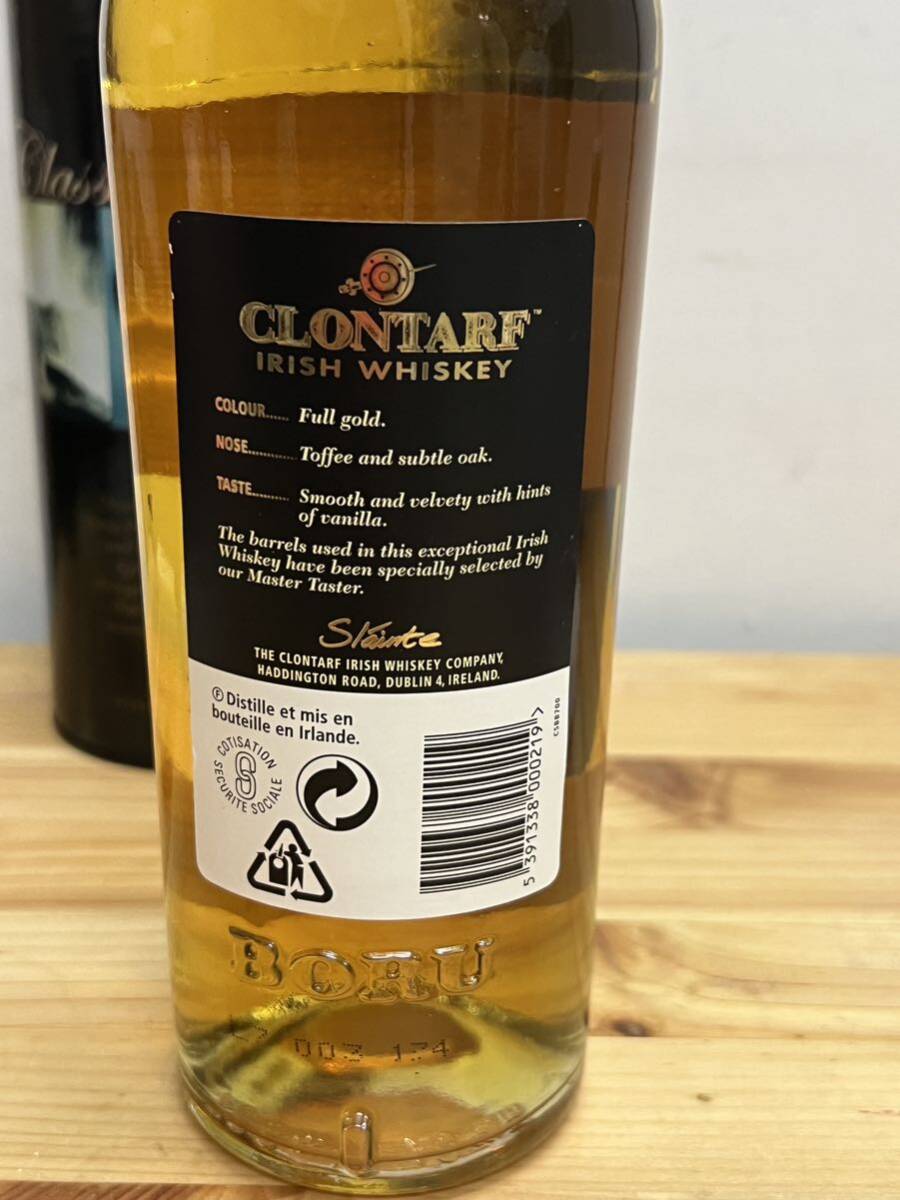 Class
CLONTARF™
IRISH WHISKEY
COLOUR...... Full gold.
NOSE............ Toffee and subtle oak.
TASTE.......... Smooth and velvety with hints
of vanilla.
The barrels used in this exceptional Irish
Whiskey have been specially selected by
our Master Taster.
Sláinte
THE CLONTARF IRISH WHISKEY COMPANY,
HADDINGTON ROAD, DUBLIN 4, IRELAND.
Ⓕ Distille et mis en
bouteille en Irlande.
COTISATION
SECURITE SOCIALE
5 391338 000219 >
CSBB700
BORU